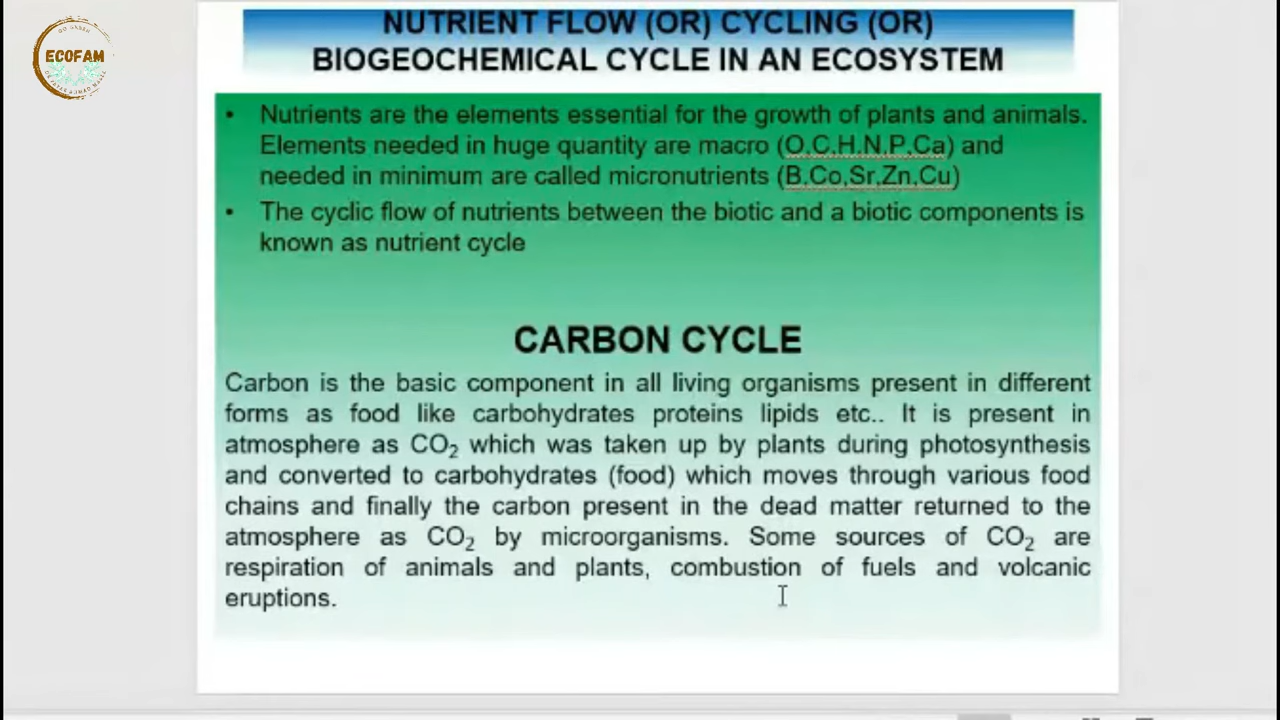 ECOFAM
NUTRIENT FLOW (OR) CYCLING (OR)
BIOGEOCHEMICAL CYCLE IN AN ECOSYSTEM
• Nutrients are the elements essential for the growth of plants and animals.
Elements needed in huge quantity are macro (O,C,H,N,P,Ca) and
needed in minimum are called micronutrients (B,Co,Sr,Zn,Cu)
• The cyclic flow of nutrients between the biotic and a biotic components is
known as nutrient cycle
CARBON CYCLE
Carbon is the basic component in all living organisms present in different
forms as food like carbohydrates proteins lipids etc.. It is present in
atmosphere as CO₂ which was taken up by plants during photosynthesis
and converted to carbohydrates (food) which moves through various food
chains and finally the carbon present in the dead matter returned to the
atmosphere as CO₂ by microorganisms. Some sources of CO₂ are
respiration of animals and plants, combustion of fuels and volcanic
eruptions.